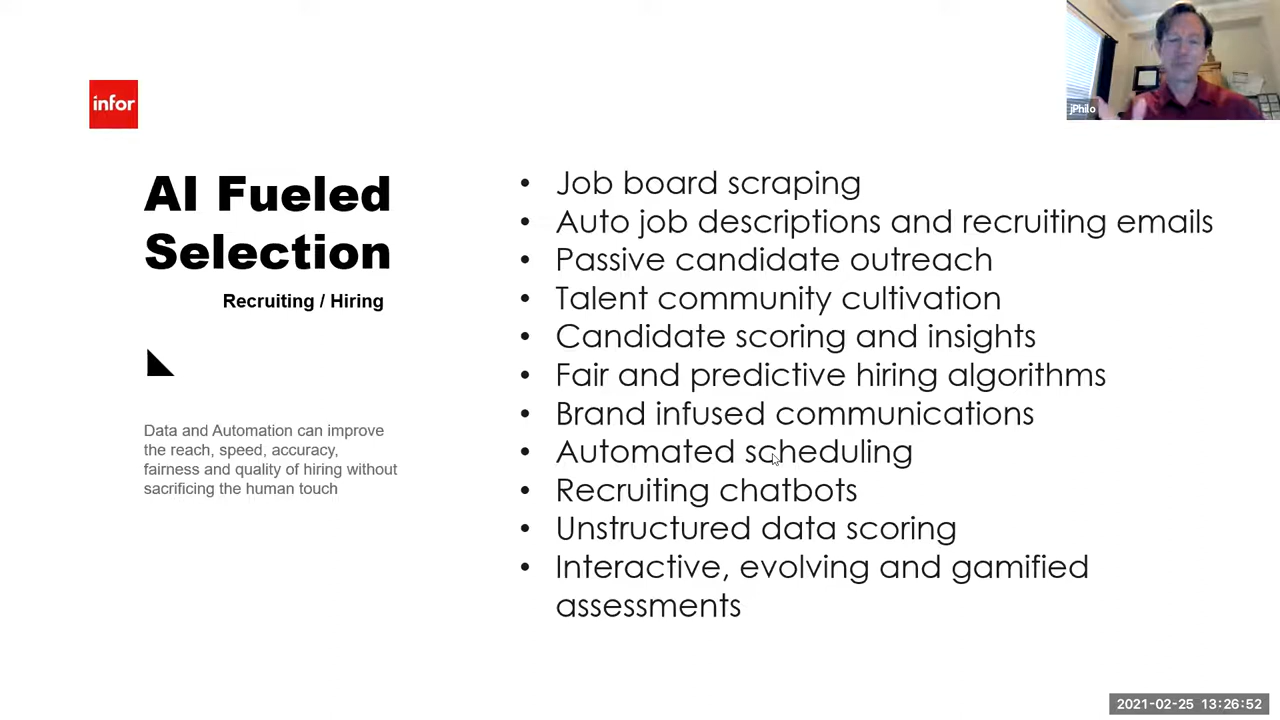 infor
jPhilo
AI Fueled
Selection
Recruiting / Hiring
Data and Automation can improve
the reach, speed, accuracy,
fairness and quality of hiring without
sacrificing the human touch
• Job board scraping
• Auto job descriptions and recruiting emails
• Passive candidate outreach
• Talent community cultivation
• Candidate scoring and insights
• Fair and predictive hiring algorithms
• Brand infused communications
• Automated scheduling
• Recruiting chatbots
• Unstructured data scoring
• Interactive, evolving and gamified
assessments
2021-02-25 13:26:52